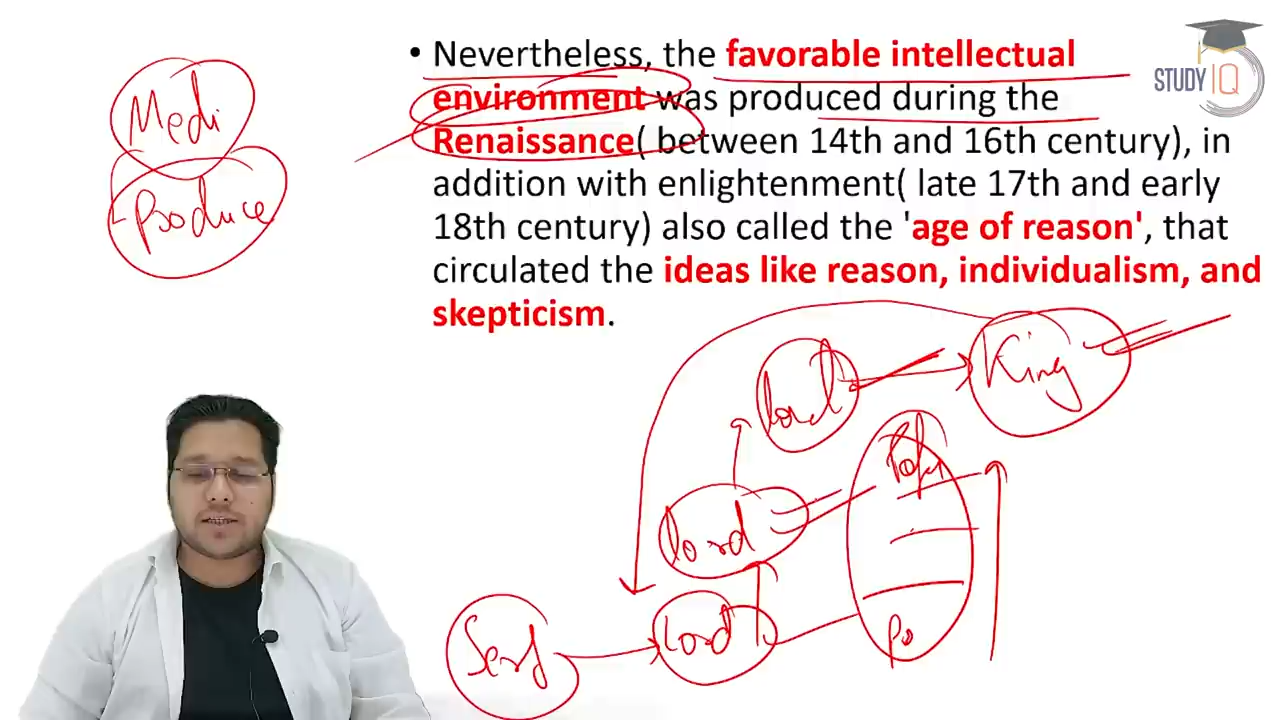 • Nevertheless, the favorable intellectual
environment was produced during the
Renaissance( between 14th and 16th century), in
addition with enlightenment( late 17th and early
18th century) also called the 'age of reason', that
circulated the ideas like reason, individualism, and
skepticism.
STUDY IQ
Medi
Produce
King
lord
lord
Serf
lord
Po